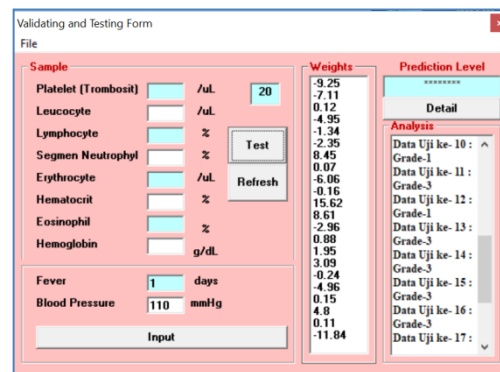 Validating and Testing Form
x
File
Sample
Platelet (Trombosit) /uL 20
Leucocyte /uL
Lymphocyte %
Segmen Neutrophyl %
Erythrocyte /uL
Hematocrit %
Eosinophil %
Hemoglobin g/dL
Test
Refresh
Fever 1 days
Blood Pressure 110 mmHg
Input
Weights
-9.25
-7.11
0.12
-4.95
-1.34
-2.35
8.45
0.07
-6.06
-0.16
15.62
8.61
-2.96
0.88
1.95
3.09
-0.24
-4.96
0.15
4.8
0.11
-11.84
Prediction Level
********
Detail
Analysis
Data Uji ke- 10 :
Grade-1
Data Uji ke- 11 :
Grade-3
Data Uji ke- 12 :
Grade-1
Data Uji ke- 13 :
Grade-3
Data Uji ke- 14 :
Grade-3
Data Uji ke- 15 :
Grade-3
Data Uji ke- 16 :
Grade-3
Data Uji ke- 17 :